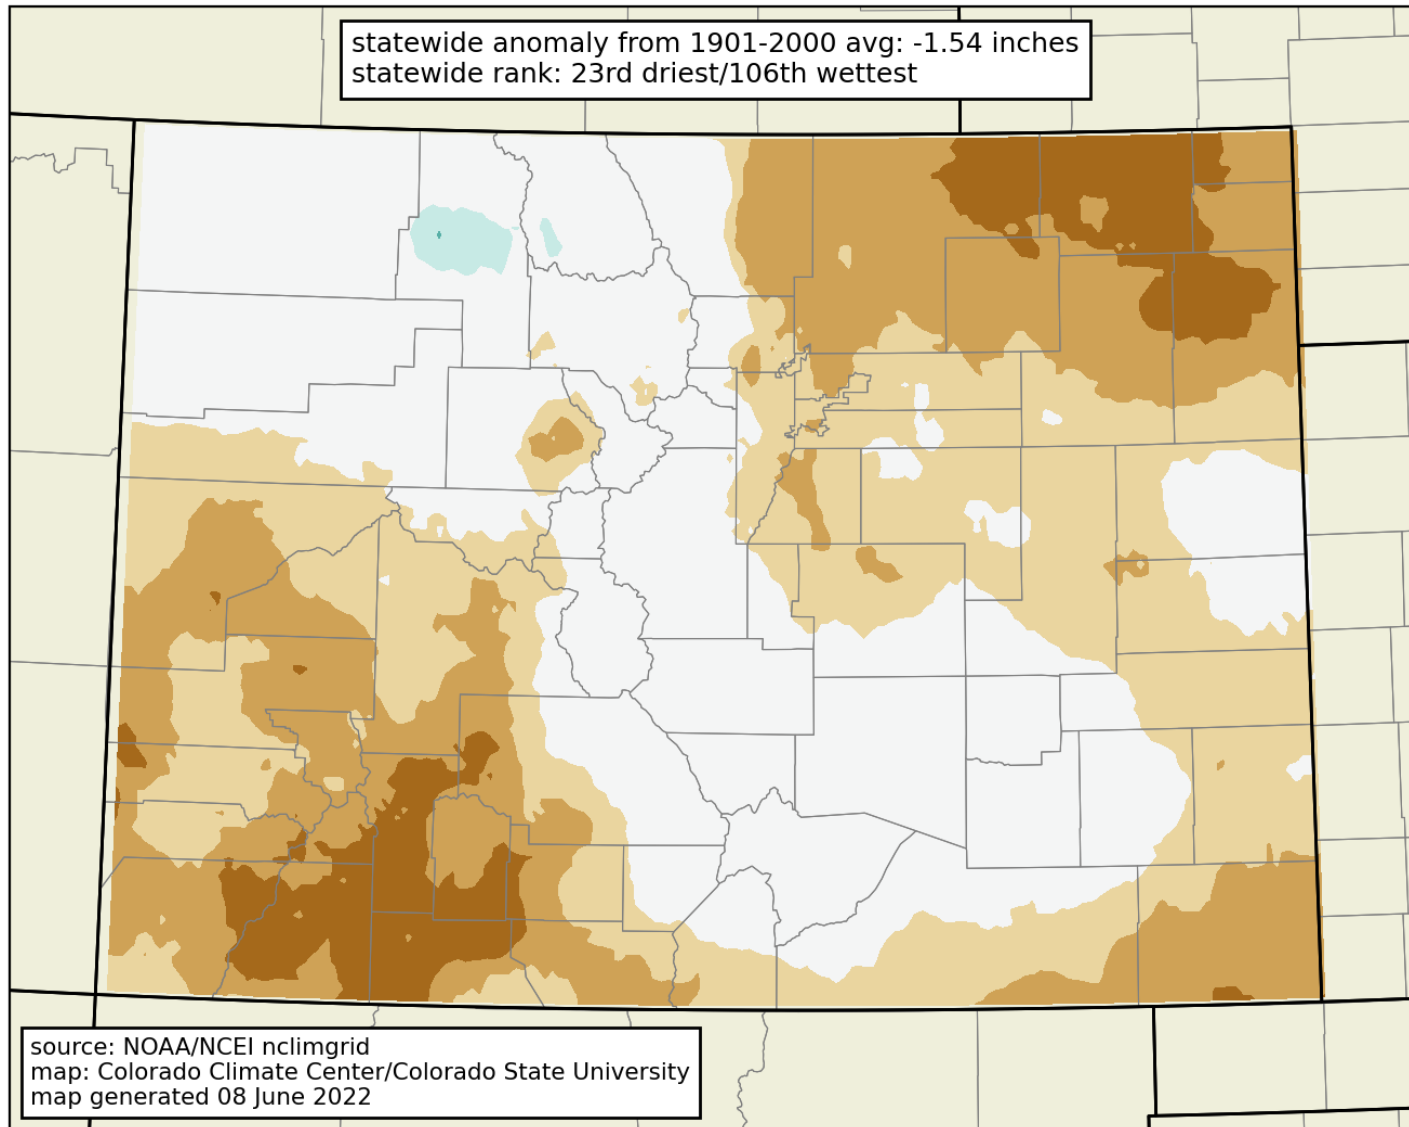 statewide anomaly from 1901-2000 avg: -1.54 inches
statewide rank: 23rd driest/106th wettest
source: NOAA/NCEI nclimgrid
map: Colorado Climate Center/Colorado State University
map generated 08 June 2022